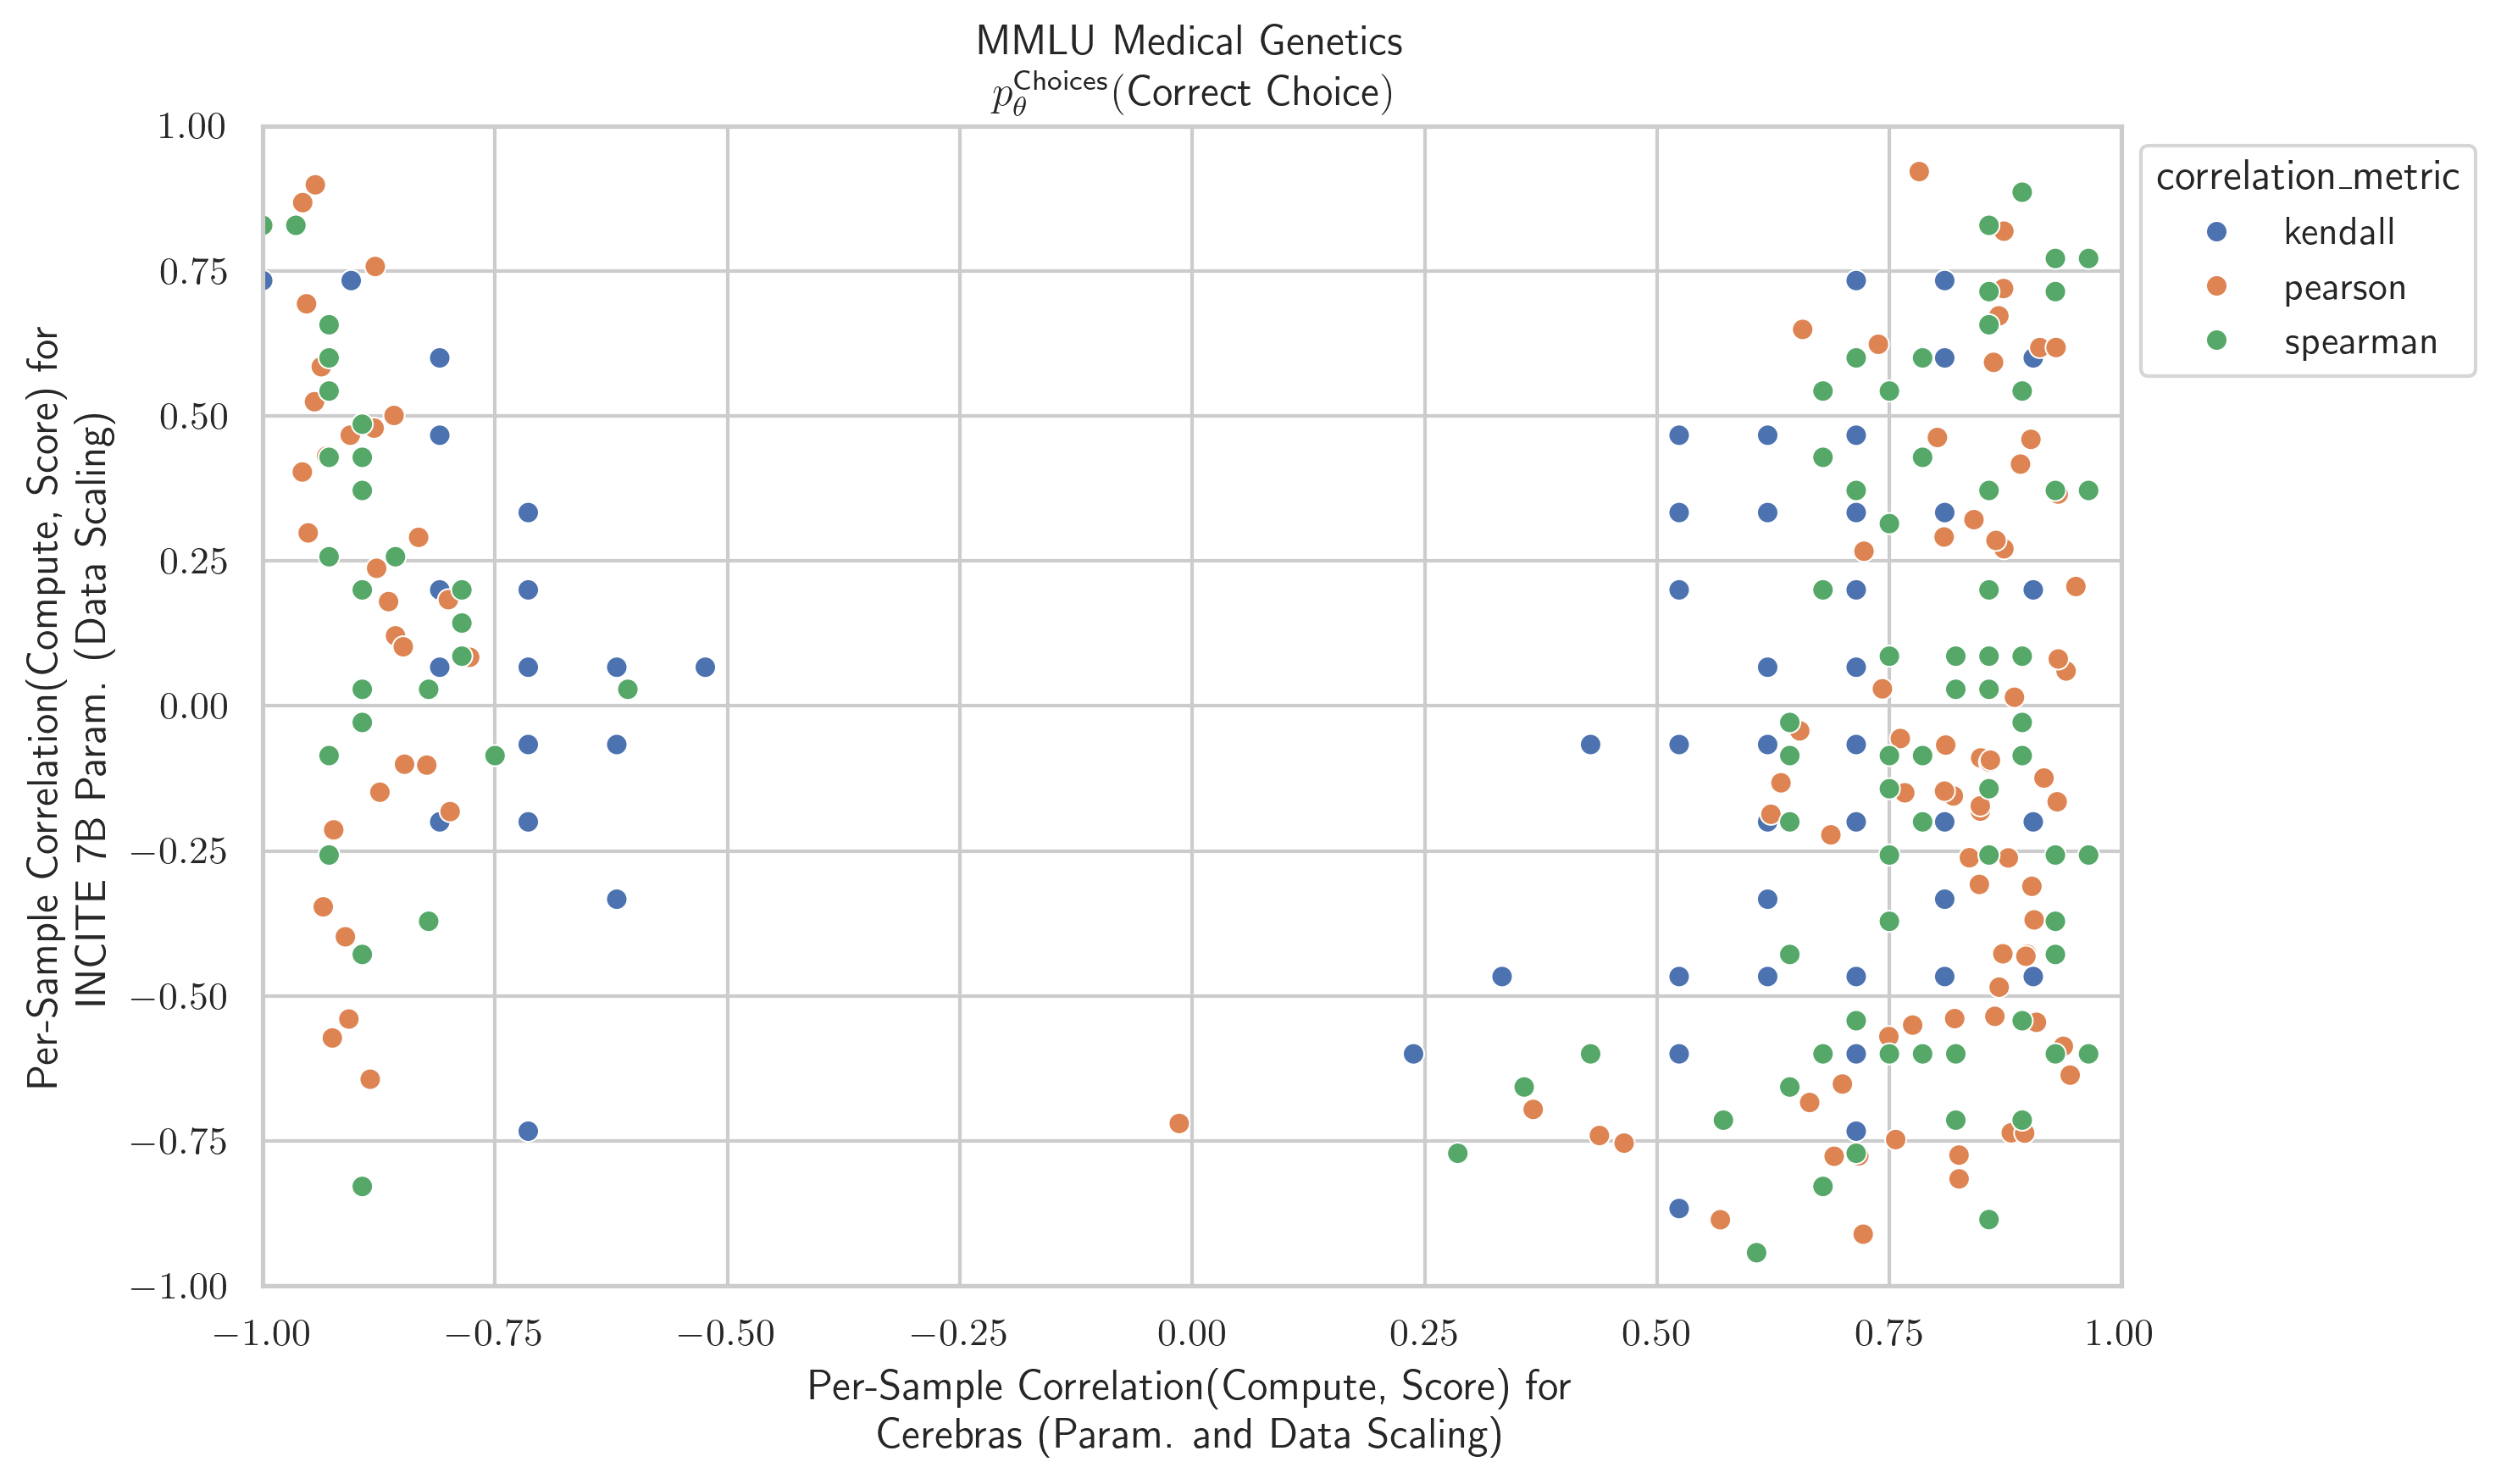 MMLU Medical Genetics
p_θ^Choices(Correct Choice)
1.00
0.75
0.50
0.25
0.00
−0.25
−0.50
−0.75
−1.00
Per-Sample Correlation(Compute, Score) for
INCITE 7B Param. (Data Scaling)
−1.00 −0.75 −0.50 −0.25 0.00 0.25 0.50 0.75 1.00
Per-Sample Correlation(Compute, Score) for
Cerebras (Param. and Data Scaling)
correlation_metric
kendall
pearson
spearman